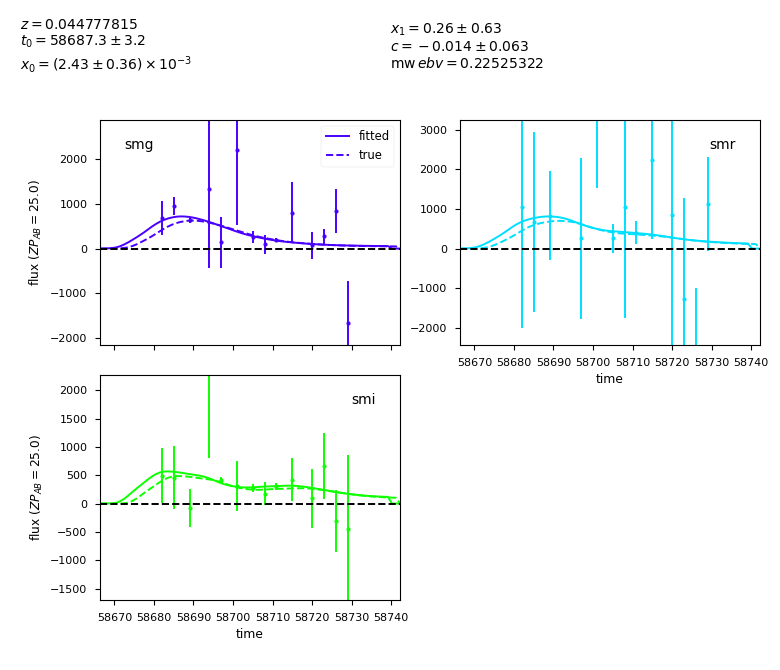 z = 0.044777815
t₀ = 58687.3 ± 3.2
x₀ = (2.43 ± 0.36) × 10⁻³
x₁ = 0.26 ± 0.63
c = −0.014 ± 0.063
mw ebv = 0.22525322
smg
fitted
true
2000
1000
0
−1000
−2000
flux (ZP_AB = 25.0)
smr
3000
2000
1000
0
−1000
−2000
58670 58680 58690 58700 58710 58720 58730 58740
time
smi
2000
1500
1000
500
0
−500
−1000
−1500
flux (ZP_AB = 25.0)
58670 58680 58690 58700 58710 58720 58730 58740
time